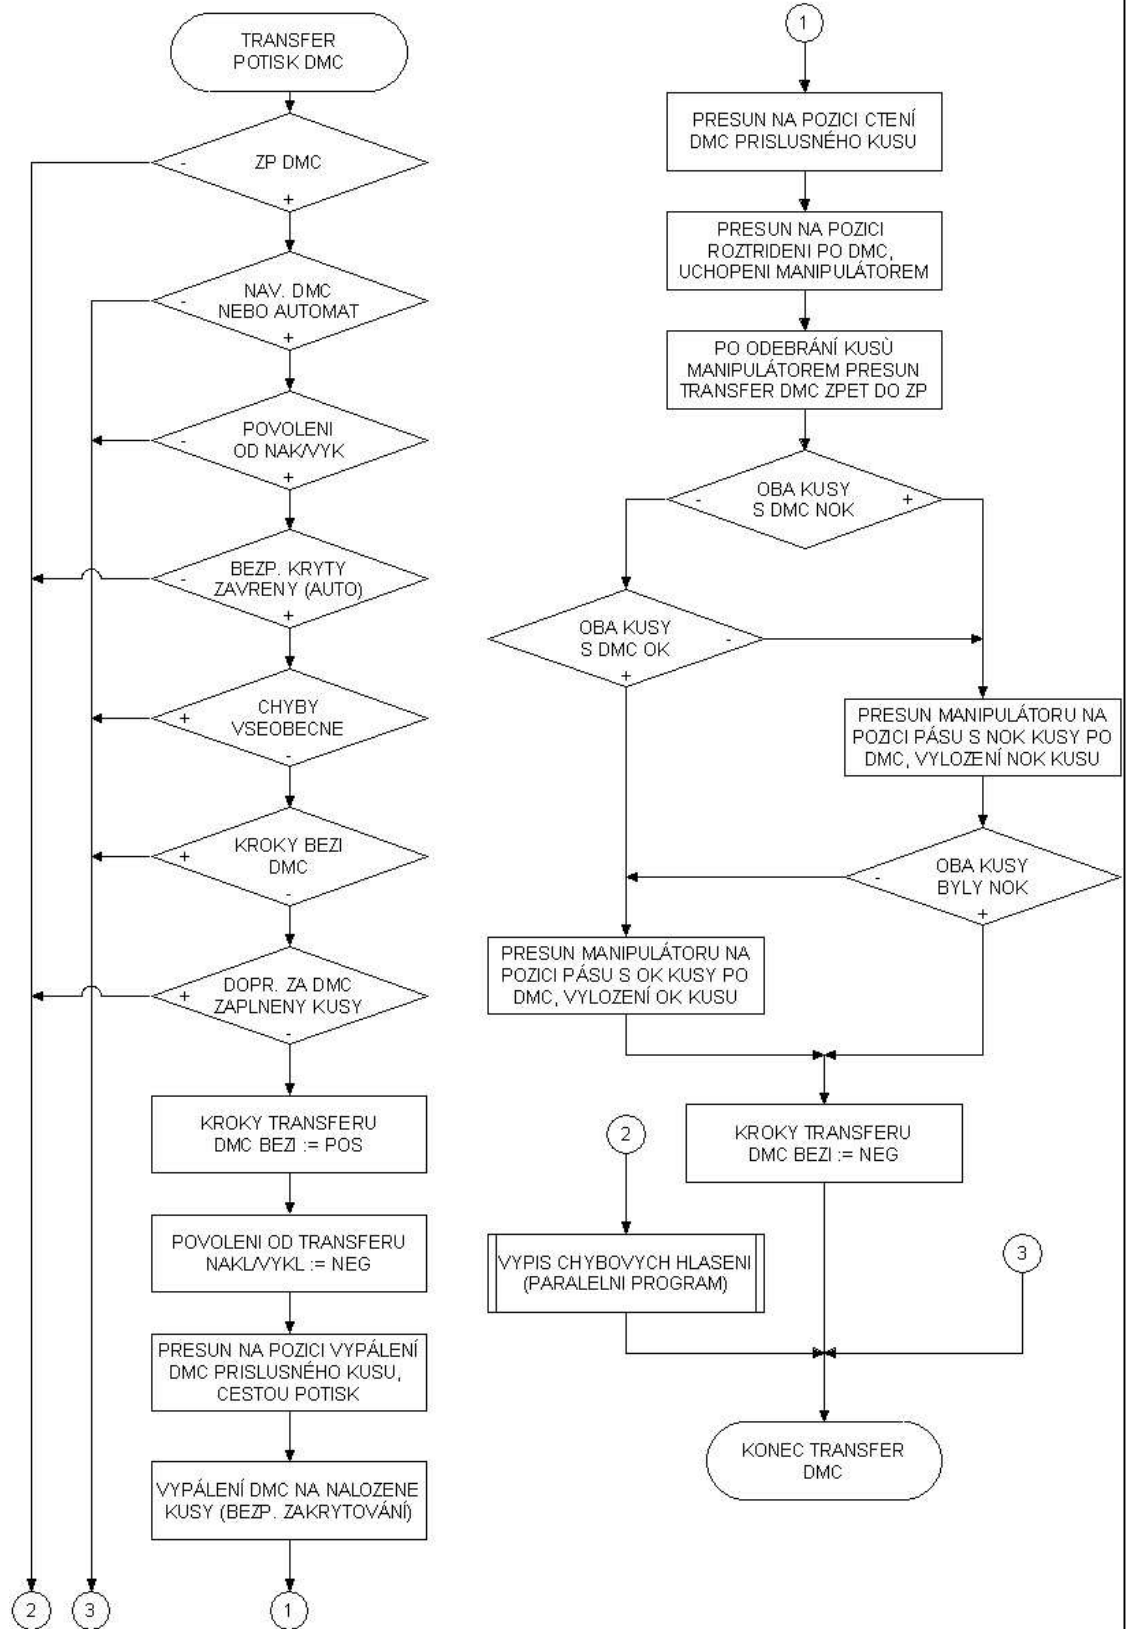 TRANSFER
POTISK DMC
ZP DMC
-
+
NAV. DMC
NEBO AUTOMAT
-
+
POVOLENI
OD NAK/VYK
-
+
BEZP. KRYTY
ZAVRENY (AUTO)
-
+
CHYBY
VSEOBECNE
+
-
KROKY BEZI
DMC
+
-
DOPR. ZA DMC
ZAPLNENY KUSY
+
-
KROKY TRANSFERU
DMC BEZI := POS
POVOLENI OD TRANSFERU
NAKL/VYKL := NEG
PRESUN NA POZICI VYPÁLENÍ
DMC PRISLUSNÉHO KUSU,
CESTOU POTISK
VYPÁLENÍ DMC NA NALOZENE
KUSY (BEZP. ZAKRYTOVÁNÍ)
2
3
1
1
PRESUN NA POZICI CTENÍ
DMC PRISLUSNÉHO KUSU
PRESUN NA POZICI
ROZTRIDENI PO DMC,
UCHOPENI MANIPULÁTOREM
PO ODEBRÁNÍ KUSÙ
MANIPULÁTOREM PRESUN
TRANSFER DMC ZPET DO ZP
OBA KUSY
S DMC NOK
-
+
OBA KUSY
S DMC OK
-
+
PRESUN MANIPULÁTORU NA
POZICI PÁSU S NOK KUSY PO
DMC, VYLOZENÍ NOK KUSU
OBA KUSY
BYLY NOK
-
+
PRESUN MANIPULÁTORU NA
POZICI PÁSU S OK KUSY PO
DMC, VYLOZENÍ OK KUSU
2
KROKY TRANSFERU
DMC BEZI := NEG
VYPIS CHYBOVYCH HLASENI
(PARALELNI PROGRAM)
3
KONEC TRANSFER
DMC